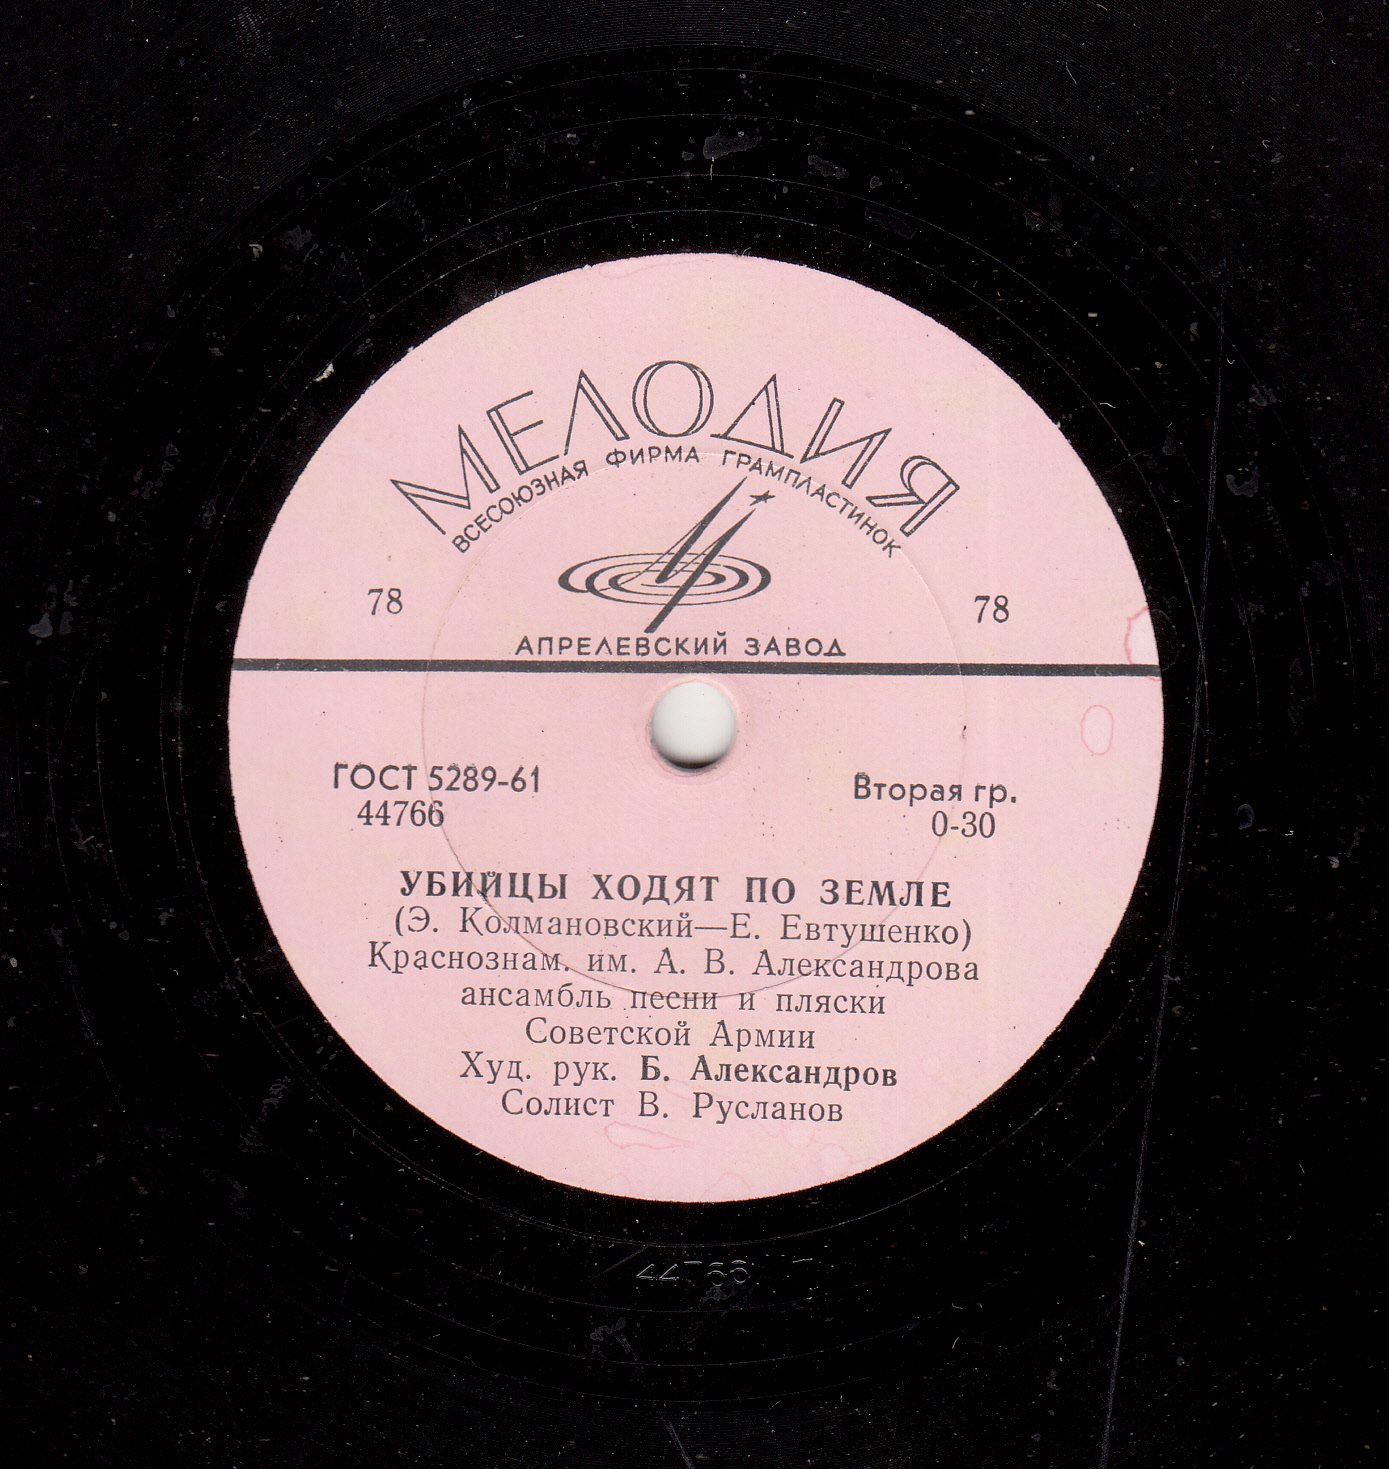 МЕЛОДИЯ
ВСЕСОЮЗНАЯ ФИРМА ГРАМПЛАСТИНОК
78 78
АПРЕЛЕВСКИЙ ЗАВОД
ГОСТ 5289-61 Вторая гр.
44766 0-30
УБИЙЦЫ ХОДЯТ ПО ЗЕМЛЕ
(Э. Колмановский—Е. Евтушенко)
Краснознам. им. А. В. Александрова
ансамбль песни и пляски
Советской Армии
Худ. рук. Б. Александров
Солист В. Русланов
44766